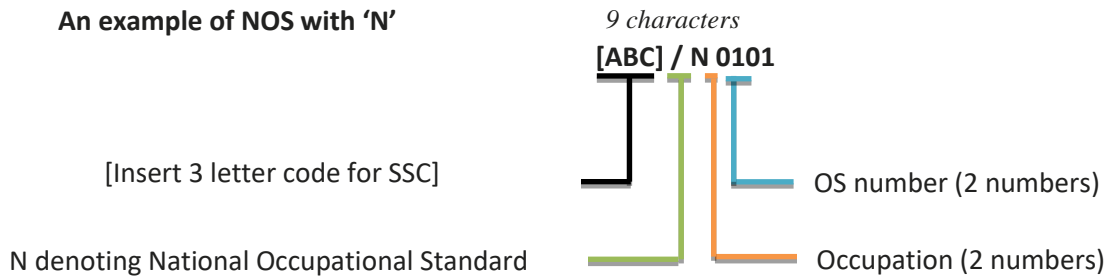 An example of NOS with ‘N’
9 characters
[ABC] / N 0101
[Insert 3 letter code for SSC]
OS number (2 numbers)
N denoting National Occupational Standard
Occupation (2 numbers)